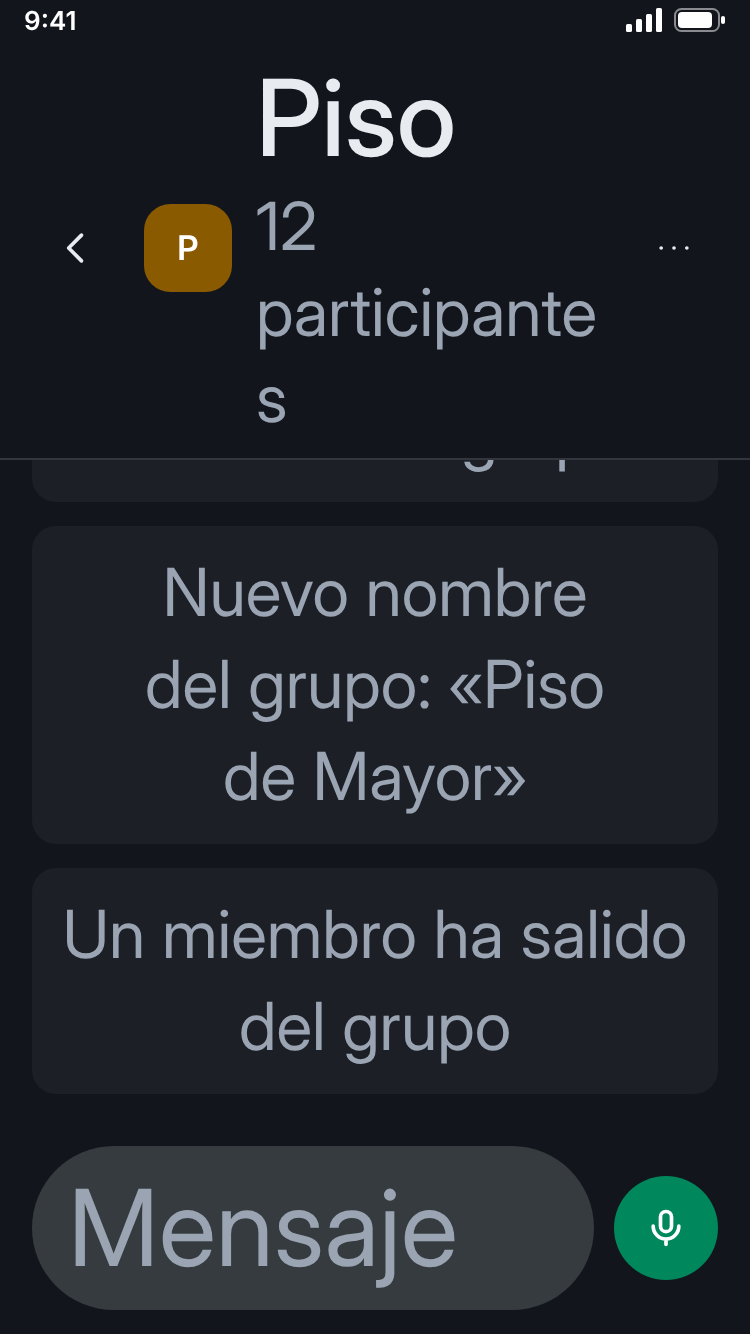 9:41
Piso
P
12
participante
s
Nuevo nombre
del grupo: «Piso
de Mayor»
Un miembro ha salido
del grupo
Mensaje